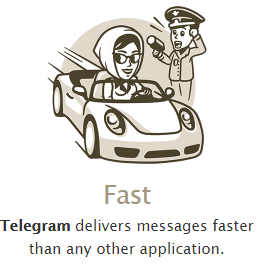 Fast
Telegram delivers messages faster
than any other application.